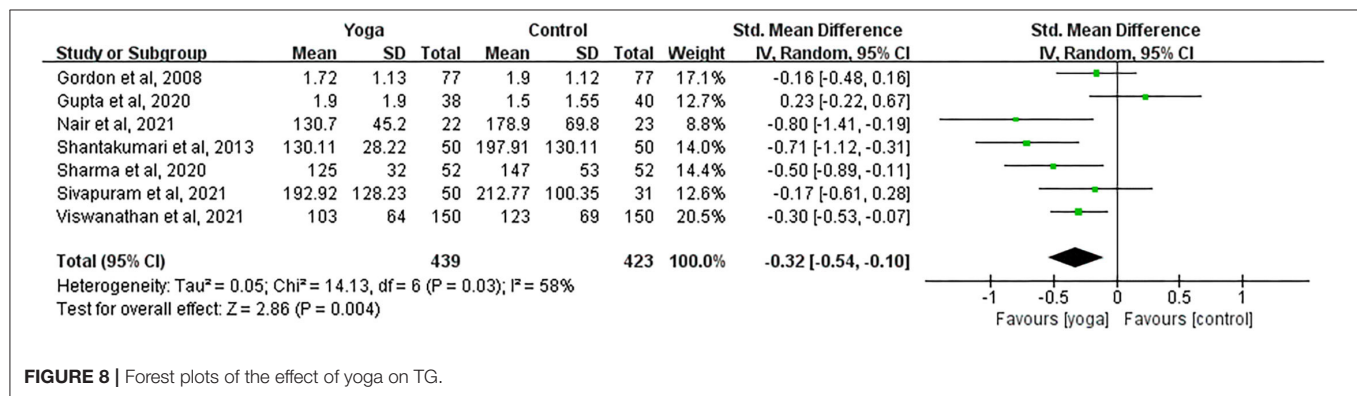 Yoga Control Std. Mean Difference Std. Mean Difference
Study or Subgroup Mean SD Total Mean SD Total Weight IV, Random, 95% CI IV, Random, 95% CI
Gordon et al, 2008 1.72 1.13 77 1.9 1.12 77 17.1% -0.16 [-0.48, 0.16]
Gupta et al, 2020 1.9 1.9 38 1.5 1.55 40 12.7% 0.23 [-0.22, 0.67]
Nair et al, 2021 130.7 45.2 22 178.9 69.8 23 8.8% -0.80 [-1.41, -0.19]
Shantakumari et al, 2013 130.11 28.22 50 197.91 130.11 50 14.0% -0.71 [-1.12, -0.31]
Sharma et al, 2020 125 32 52 147 53 52 14.4% -0.50 [-0.89, -0.11]
Sivapuram et al, 2021 192.92 128.23 50 212.77 100.35 31 12.6% -0.17 [-0.61, 0.28]
Viswanathan et al, 2021 103 64 150 123 69 150 20.5% -0.30 [-0.53, -0.07]
Total (95% CI) 439 423 100.0% -0.32 [-0.54, -0.10]
Heterogeneity: Tau² = 0.05; Chi² = 14.13, df = 6 (P = 0.03); I² = 58%
Test for overall effect: Z = 2.86 (P = 0.004)
-1 -0.5 0 0.5 1
Favours [yoga] Favours [control]
FIGURE 8 | Forest plots of the effect of yoga on TG.